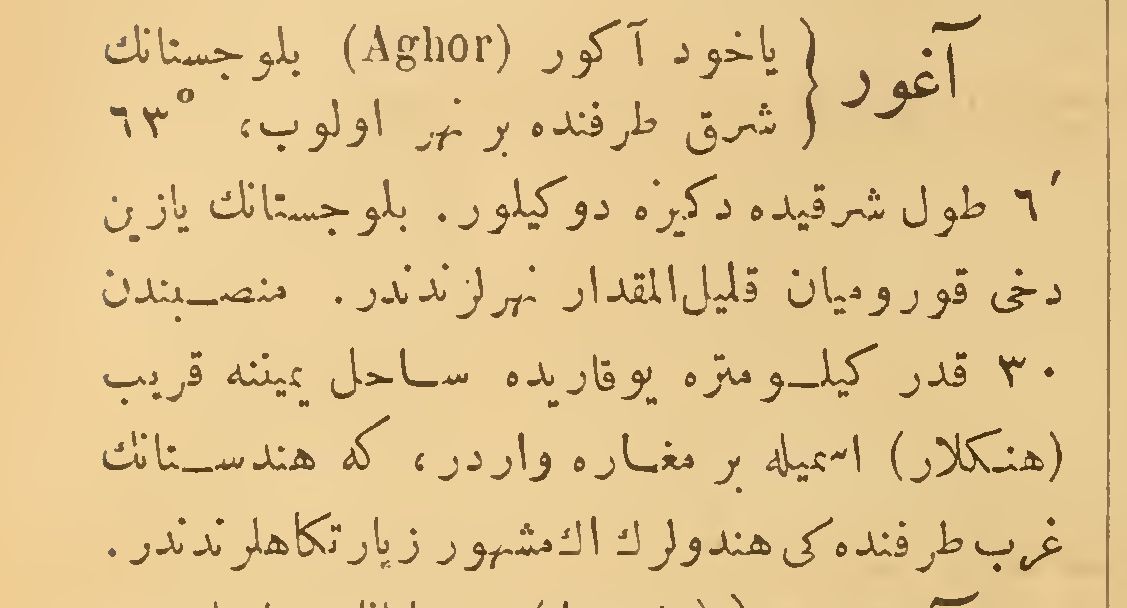 آغور } یاخود آکور (Aghor) بلوجستانك
شرق طرفنده بر نهر اولوب، ٦٣°
٦′ طول شرقیده دکیزه دوکیلور. بلوجستانك یازین
دخی قورومیان قلیل‌المقدار نهرلرندندر. منصبندن
٣٠ قدر کیلومتره یوقاریده ساحل یمیننه قریب
(هنکلار) اسمیله بر مغاره واردر، که هندستانك
غرب طرفنده کی هندولرك اك مشهور زیارتکاهلرندندر.